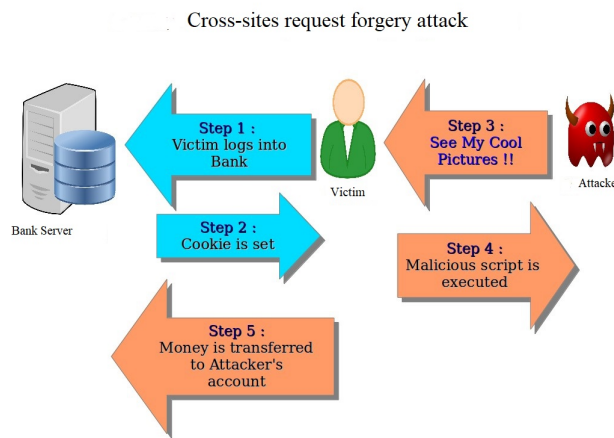 Cross-sites request forgery attack
Step 1 :
Victim logs into
Bank
Step 3 :
See My Cool
Pictures !!
Victim
Attacke
Bank Server
Step 2 :
Cookie is set
Step 4 :
Malicious script is
executed
Step 5 :
Money is transferred
to Attacker's
account